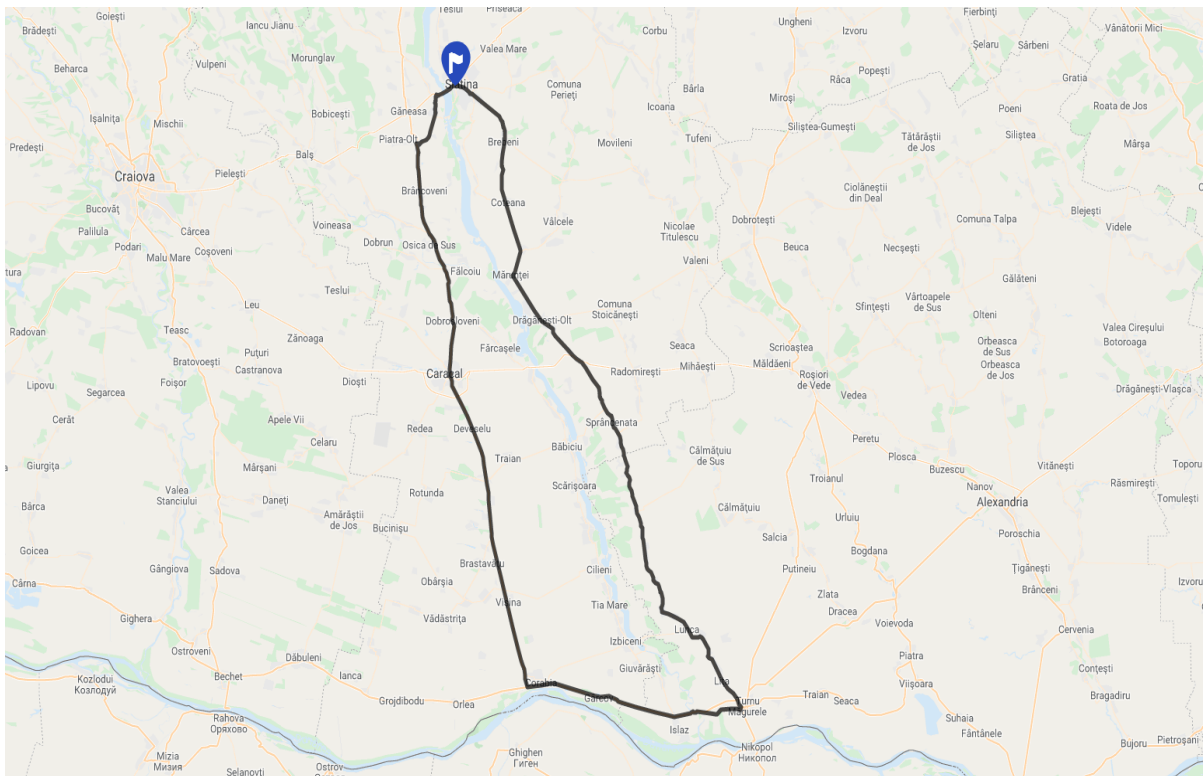 Goiești
Iancu Jianu
Teslui
Priseaca
Corbu
Ungheni
Izvoru
Fierbinți
Vânătorii Mici
Brădești
Valea Mare
Șelaru
Sârbeni
Beharca
Vulpeni
Morunglav
Popești
Râca
Gratia
Slatina
Comuna
Perieți
Bârla
Miroși
Roata de Jos
Găneasa
Icoana
Poeni
Ișalnița
Mischii
Bobicești
Siliștea-Gumești
Siliștea
Predești
Balș
Piatra-Olt
Brebeni
Movileni
Tufeni
Tătărăștii
de Jos
Mârșa
Craiova
Pielești
Brâncoveni
Ciolăneștii
din Deal
Bucovăț
Coteana
Vâlcele
Dobrotești
Comuna Talpa
Blejești
Palilula
Cârcea
Voineasa
Nicolae
Titulescu
Videle
Podari
Coșoveni
Dobrun
Osica de Sus
Beuca
Necșești
Malu Mare
Valeni
Fălcoiu
Gălăteni
Teslui
Vârtoapele
de Sus
Leu
Comuna
Stoicănești
Sfințești
Olteni
Radovan
Teasc
Dobrosloveni
Drăgănești-Olt
Valea Cireșului
Botoroaga
Zănoaga
Fărcașele
Seaca
Scrioaștea
Orbeasca
de Sus
Puțuri
Bratovoești
Castranova
Caracal
Radomirești
Mihăești
Măldăeni
Orbeasca
de Jos
Lipovu
Foișor
Dioști
Roșiori
de Vede
Drăgănești-Vlașca
Segarcea
Vedea
Cerăt
Apele Vii
Redea
Deveselu
Sprâncenata
Celaru
Peretu
Băbiciu
Călmățuiu
de Sus
Plosca
Giurgița
Mârșani
Traian
Buzescu
Vitănești
Toporu
Troianul
Scărișoara
Nanov
Răsmirești
Valea
Stanciului
Daneți
Rotunda
Alexandria
Tomulești
Bârca
Amărăștii
de Jos
Călmățuiu
Urluiu
Bucinișu
Salcia
Poroschia
Goicea
Bogdana
Gângiova
Sadova
Brastavățu
Cilieni
Putineiu
Țigănești
Cârna
Obârșia
Brânceni
Izvoru
Zlata
Vișina
Tia Mare
Dracea
Gighera
Vădăstrița
Voievoda
Cervenia
Lunca
Izbiceni
Ostroveni
Dăbuleni
Piatra
Giuvărăști
Conțești
Kozlodui
Козлодуй
Bechet
Ianca
Corabia
Lița
Viișoara
Grojdibodu
Orlea
Turnu
Măgurele
Traian
Seaca
Bragadiru
Rahova
Оряхово
Islaz
Suhaia
Fântânele
Mizia
Мизия
Ghighen
Гиген
Nikopol
Никопол
Bujoru
Pietroșani
Selanovți
Ostrov